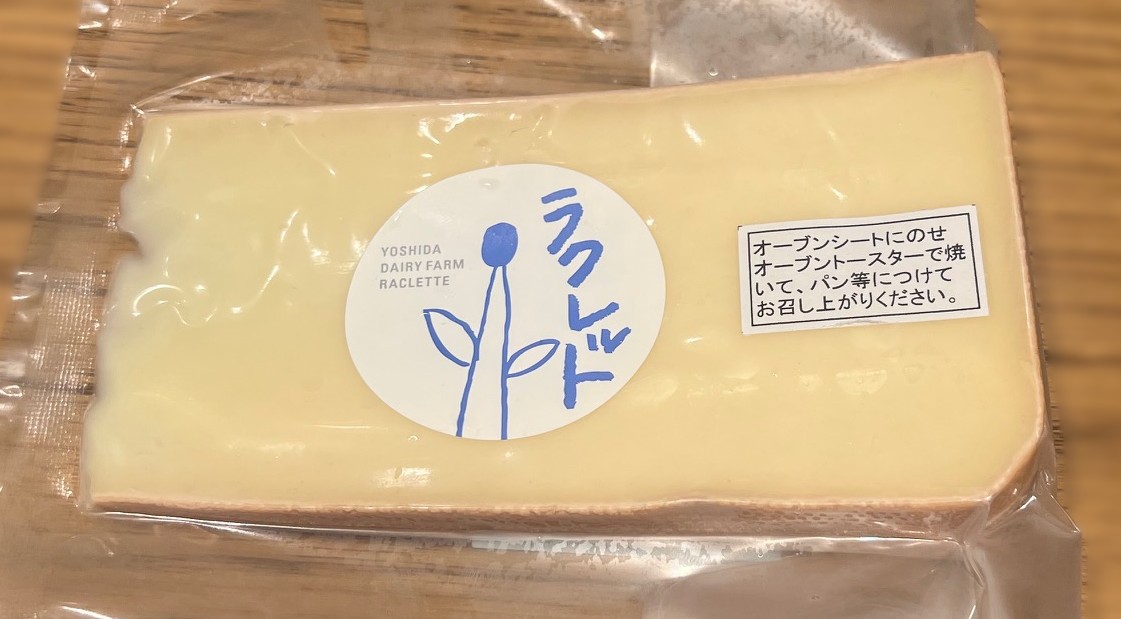 YOSHIDA
DAIRY FARM
RACLETTE
ラクレット
オーブンシートにのせ
オーブントースターで焼
いて、パン等につけて
お召し上がりください。